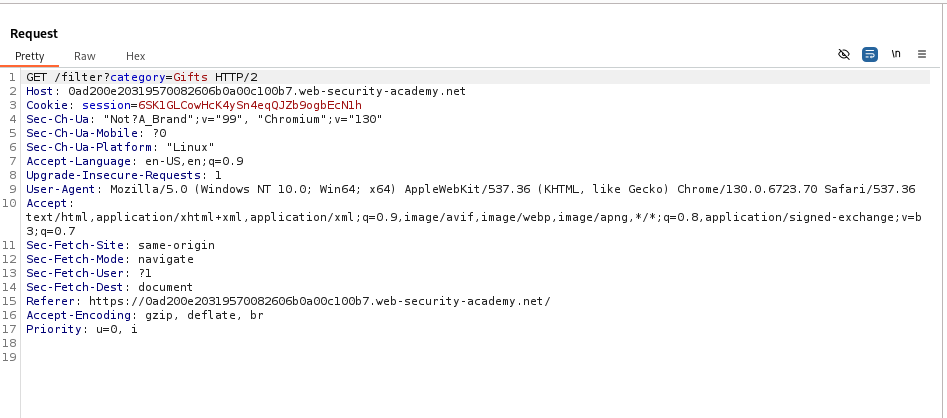 Request
Pretty Raw Hex \n
1 GET /filter?category=Gifts HTTP/2
2 Host: 0ad200e20319570082606b0a00c100b7.web-security-academy.net
3 Cookie: session=6SK1GLCowHcK4ySn4eqQJZb9ogbEcN1h
4 Sec-Ch-Ua: "Not?A_Brand";v="99", "Chromium";v="130"
5 Sec-Ch-Ua-Mobile: ?0
6 Sec-Ch-Ua-Platform: "Linux"
7 Accept-Language: en-US,en;q=0.9
8 Upgrade-Insecure-Requests: 1
9 User-Agent: Mozilla/5.0 (Windows NT 10.0; Win64; x64) AppleWebKit/537.36 (KHTML, like Gecko) Chrome/130.0.6723.70 Safari/537.36
10 Accept:
text/html,application/xhtml+xml,application/xml;q=0.9,image/avif,image/webp,image/apng,*/*;q=0.8,application/signed-exchange;v=b
3;q=0.7
11 Sec-Fetch-Site: same-origin
12 Sec-Fetch-Mode: navigate
13 Sec-Fetch-User: ?1
14 Sec-Fetch-Dest: document
15 Referer: https://0ad200e20319570082606b0a00c100b7.web-security-academy.net/
16 Accept-Encoding: gzip, deflate, br
17 Priority: u=0, i
18
19